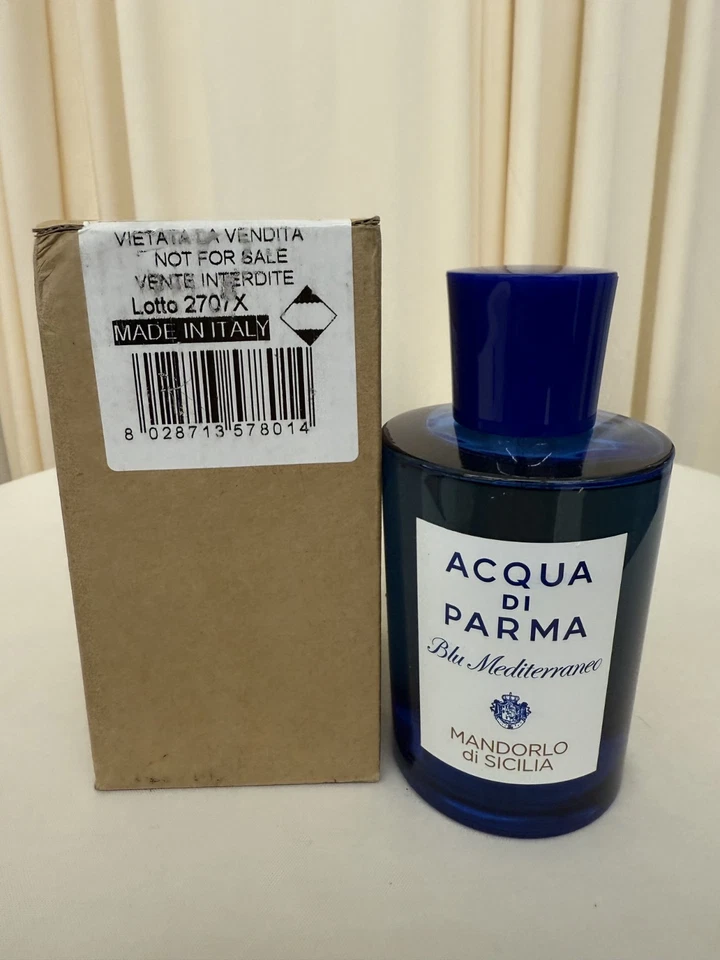 VIETATA LA VENDITA
NOT FOR SALE
VENTE INTERDITE
Lotto 2707X
MADE IN ITALY
8 028713 578014
ACQUA
DI
PARMA
Blu Mediterraneo
MANDORLO
di SICILIA